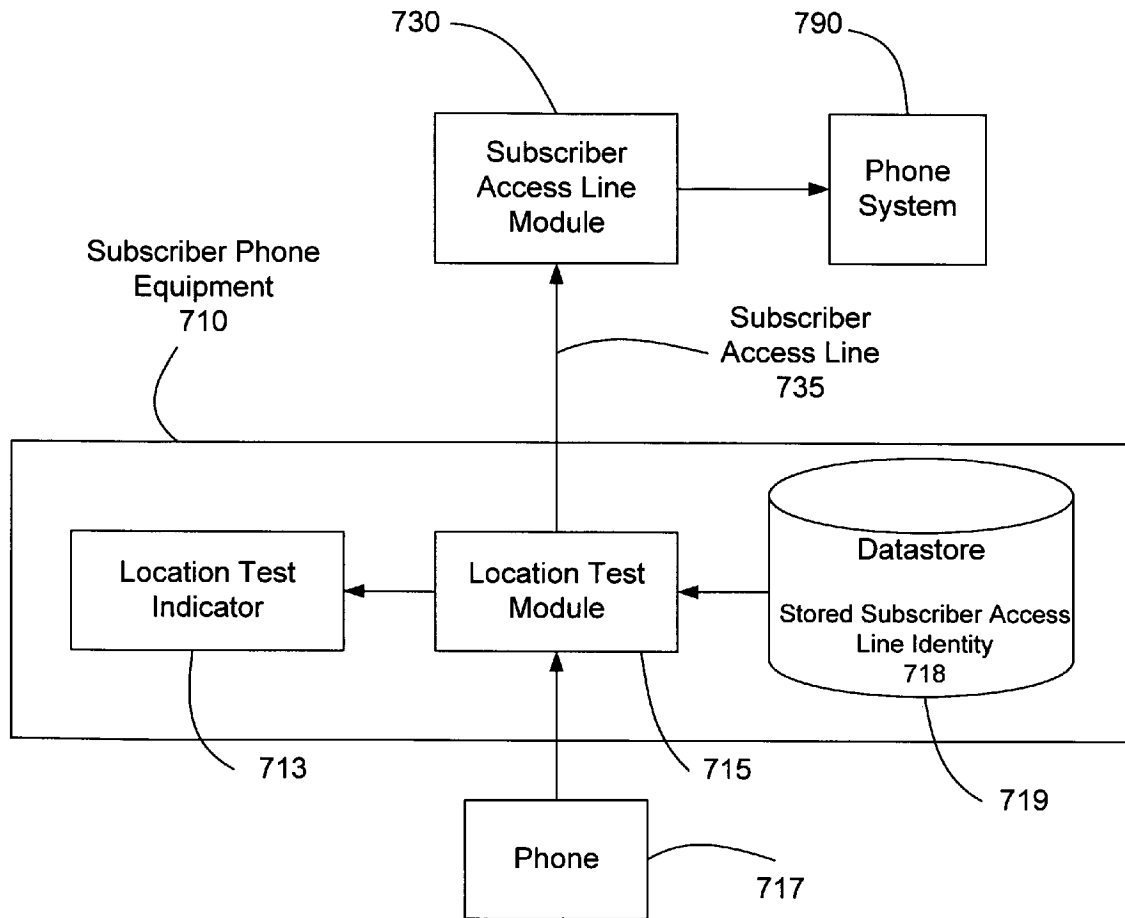 730
790
Subscriber
Access Line
Module
Phone
System
Subscriber Phone
Equipment
710
Subscriber
Access Line
735
Location Test
Indicator
Location Test
Module
Datastore
Stored Subscriber Access
Line Identity
718
713
715
719
Phone
717